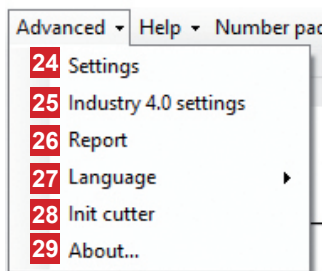 Advanced Help Number pac
24 Settings
25 Industry 4.0 settings
26 Report
27 Language
28 Init cutter
29 About...